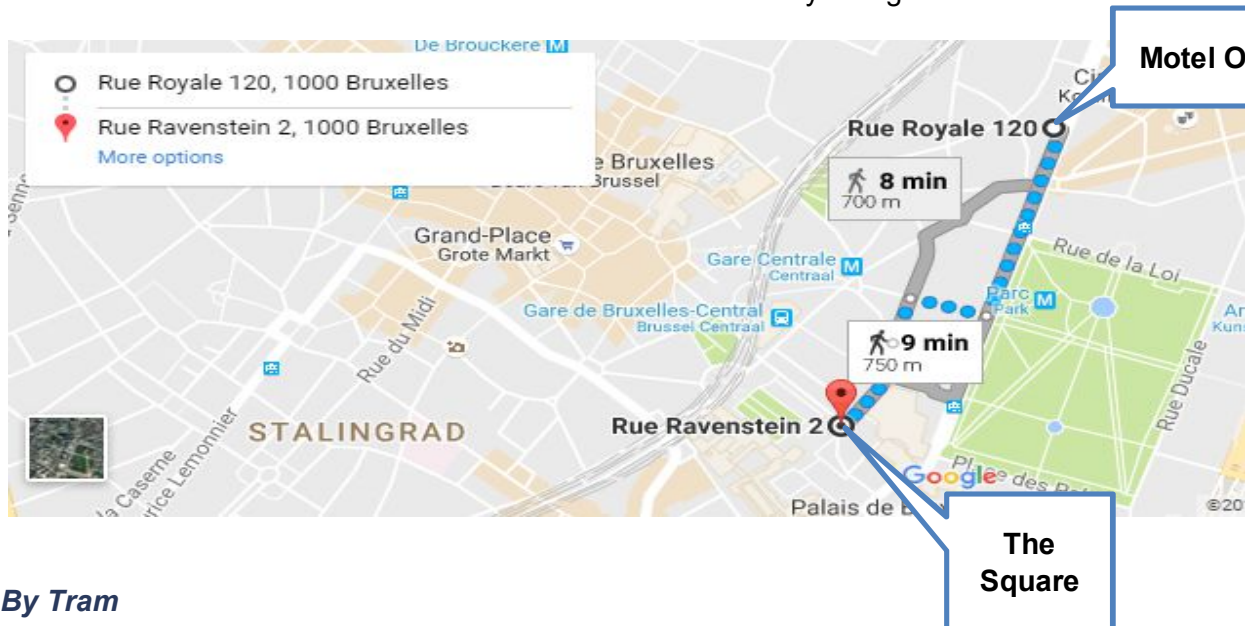 De Brouckère M
Motel O
Rue Royale 120, 1000 Bruxelles
Rue Ravenstein 2, 1000 Bruxelles
More options
Rue Royale 120
e Bruxelles
Brussel
8 min
700 m
Grand-Place
Grote Markt
Gare Centrale M
Centraal
Rue de la Loi
Parc M
Park
Gare de Bruxelles-Central
Brussel Centraal
Rue du Midi
9 min
750 m
Rue Ducale
STALINGRAD
Rue Ravenstein 2
Google
Palais de
The
Square
By Tram